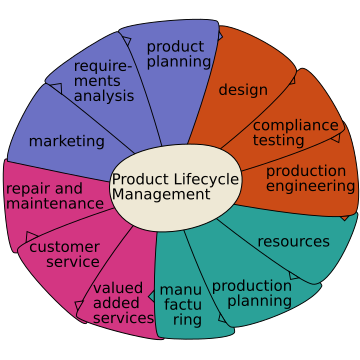 product
planning
design
compliance
testing
production
engineering
resources
production
planning
manu
factu
ring
valued
added
services
customer
service
repair and
maintenance
marketing
require-
ments
analysis
Product Lifecycle
Management